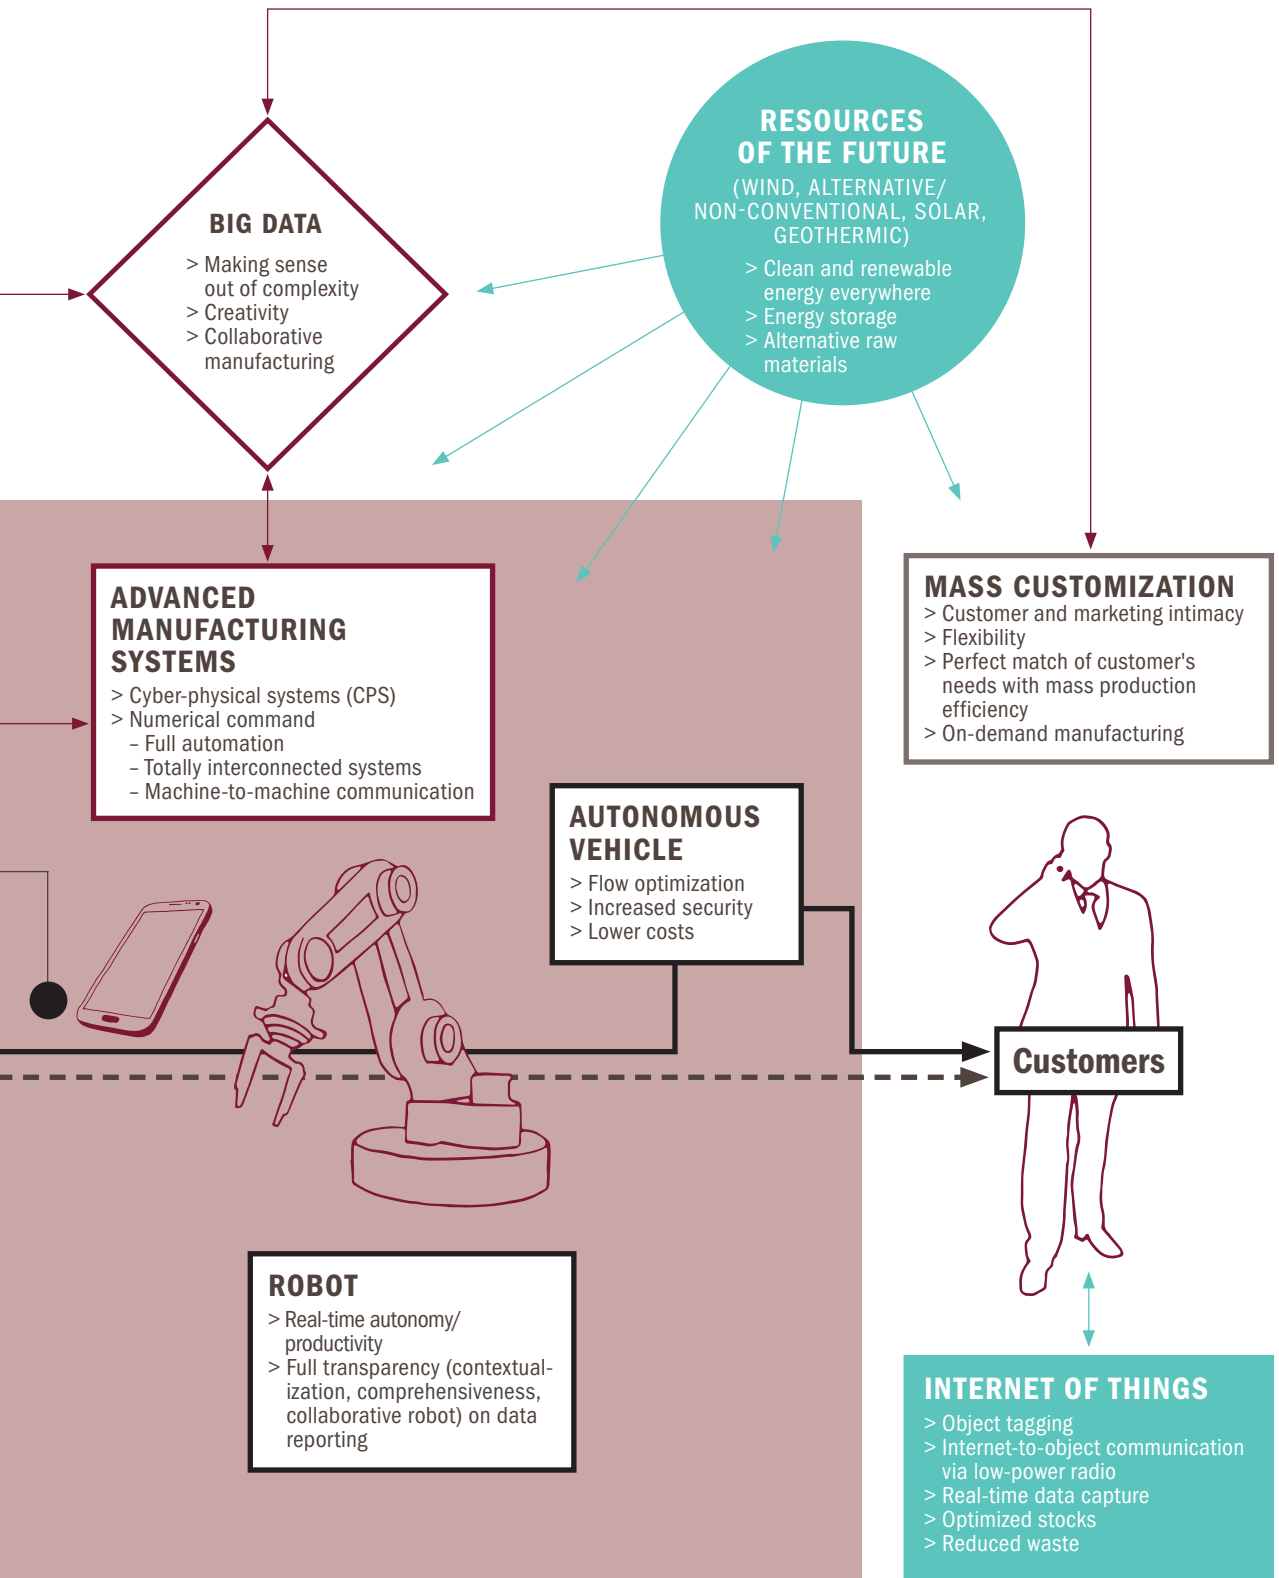 RESOURCES
OF THE FUTURE
(WIND, ALTERNATIVE/
NON-CONVENTIONAL, SOLAR,
GEOTHERMIC)
> Clean and renewable
energy everywhere
> Energy storage
> Alternative raw
materials
BIG DATA
> Making sense
out of complexity
> Creativity
> Collaborative
manufacturing
ADVANCED
MANUFACTURING
SYSTEMS
> Cyber-physical systems (CPS)
> Numerical command
– Full automation
– Totally interconnected systems
– Machine-to-machine communication
MASS CUSTOMIZATION
> Customer and marketing intimacy
> Flexibility
> Perfect match of customer's
needs with mass production
efficiency
> On-demand manufacturing
AUTONOMOUS
VEHICLE
> Flow optimization
> Increased security
> Lower costs
Customers
ROBOT
> Real-time autonomy/
productivity
> Full transparency (contextual-
ization, comprehensiveness,
collaborative robot) on data
reporting
INTERNET OF THINGS
> Object tagging
> Internet-to-object communication
via low-power radio
> Real-time data capture
> Optimized stocks
> Reduced waste